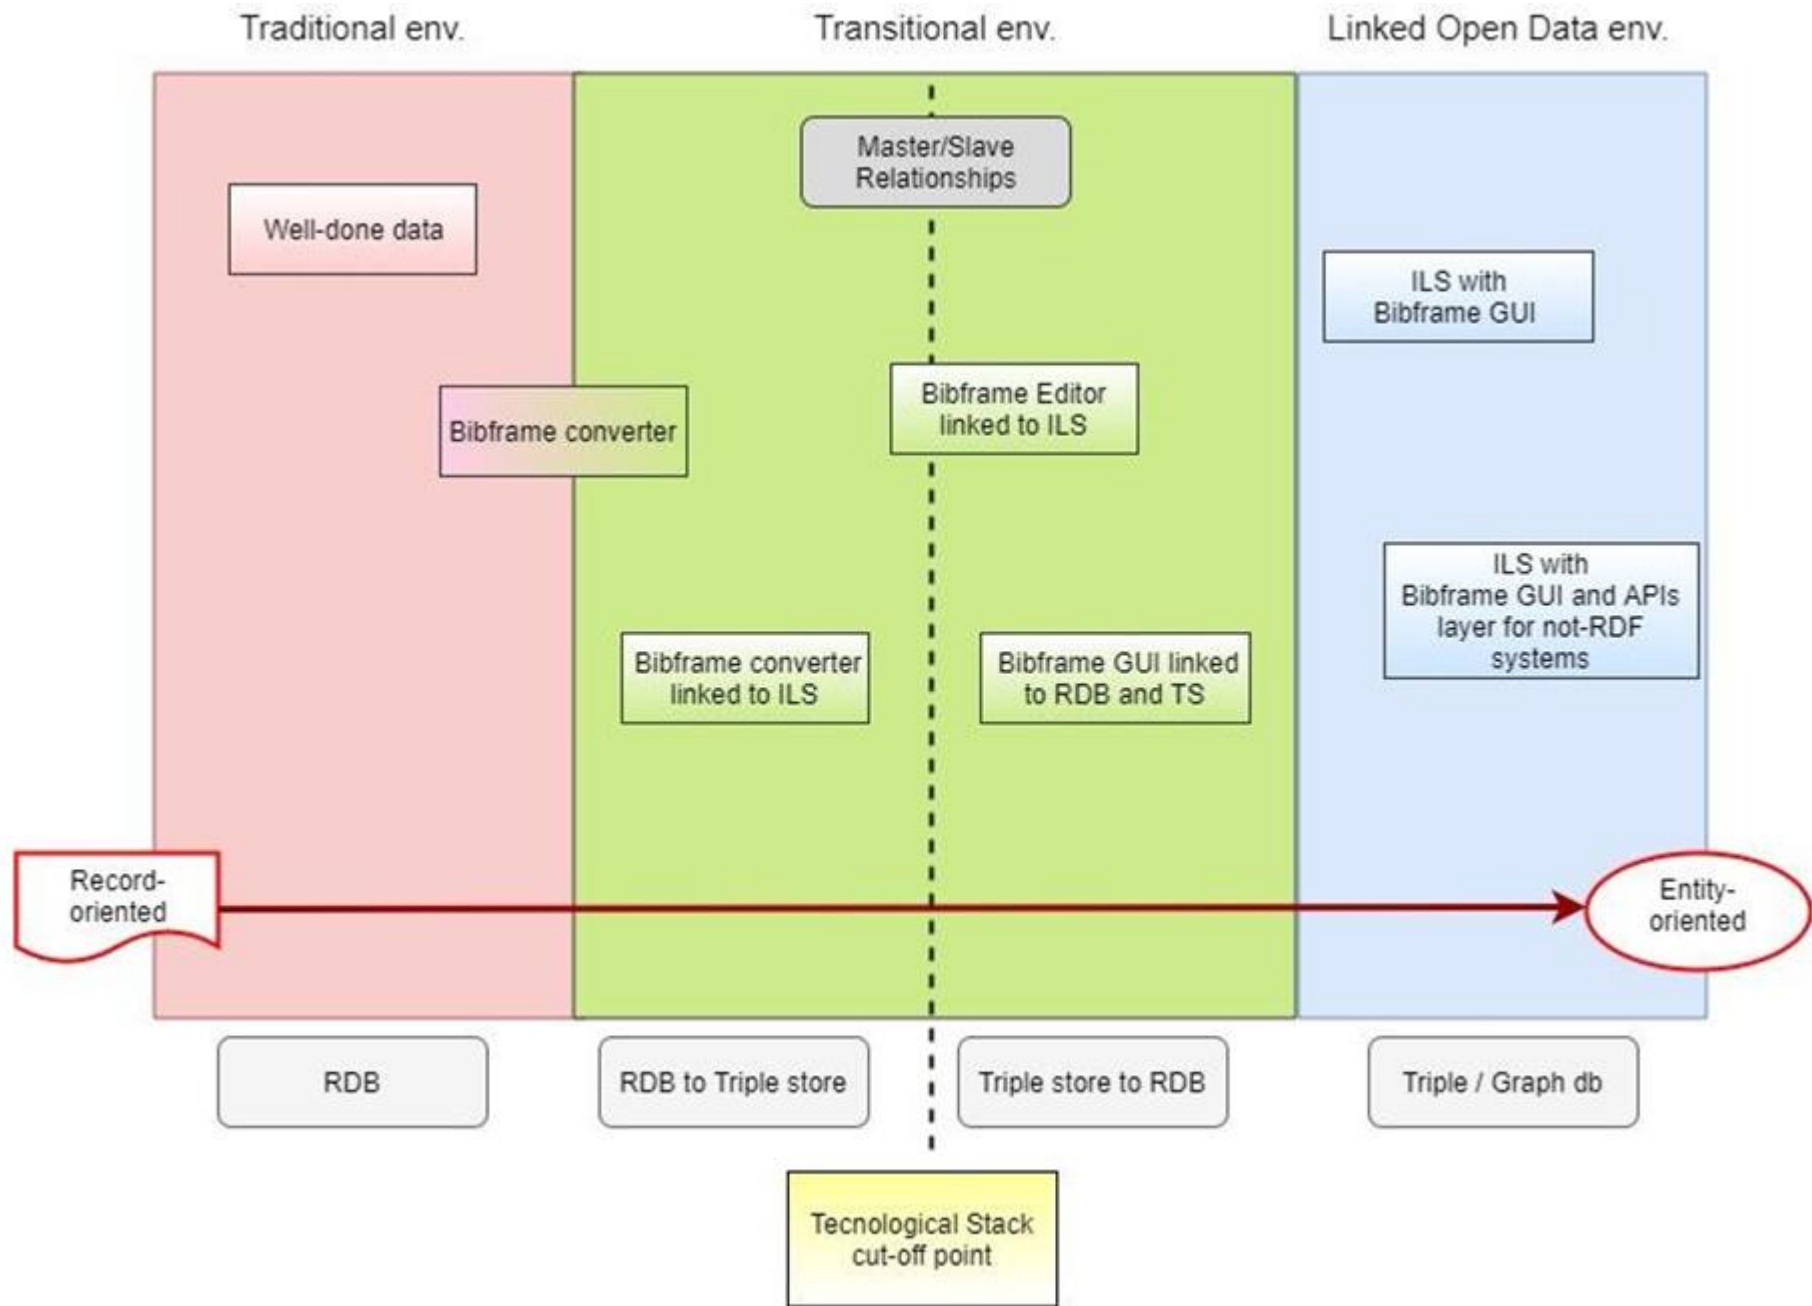 Traditional env.
Transitional env.
Linked Open Data env.
Master/Slave
Relationships
Well-done data
ILS with
Bibframe GUI
Bibframe converter
Bibframe Editor
linked to ILS
ILS with
Bibframe GUI and APIs
layer for not-RDF
systems
Bibframe converter
linked to ILS
Bibframe GUI linked
to RDB and TS
Record-
oriented
Entity-
oriented
RDB
RDB to Triple store
Triple store to RDB
Triple / Graph db
Tecnological Stack
cut-off point